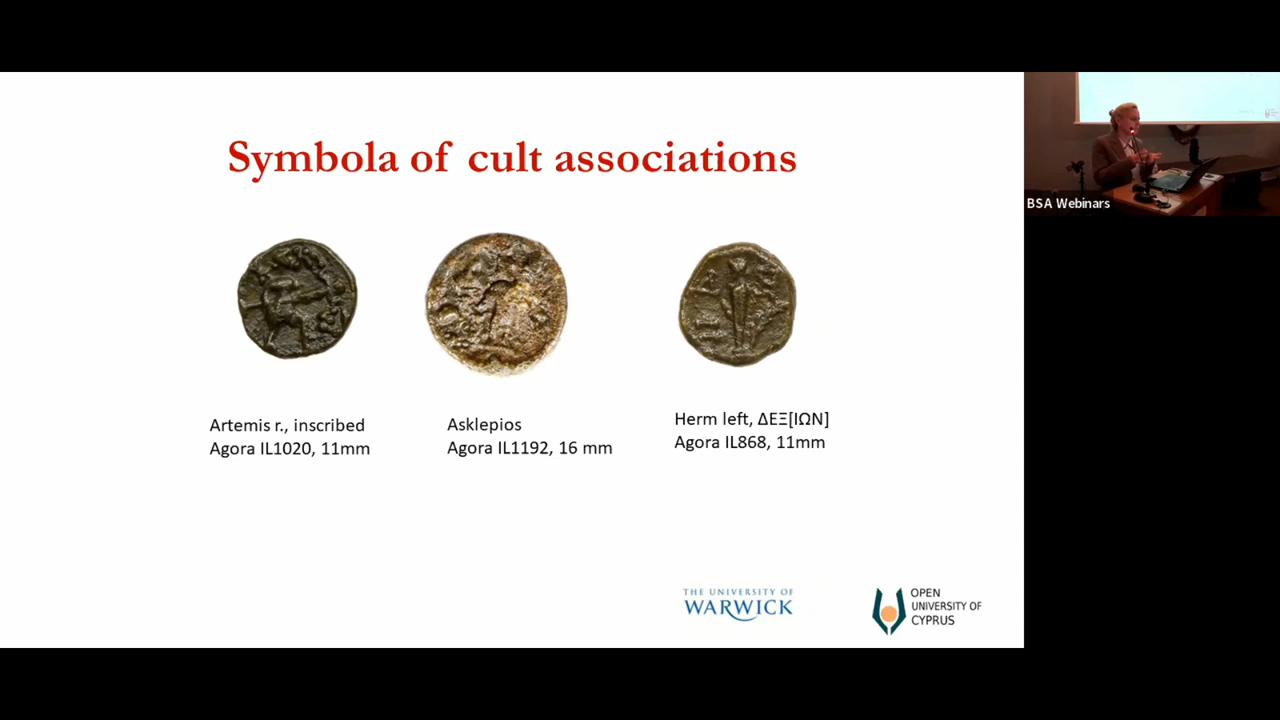 Symbola of cult associations
Artemis r., inscribed
Agora IL1020, 11mm
Asklepios
Agora IL1192, 16 mm
Herm left, ΔΕΞ[ΙΩΝ]
Agora IL868, 11mm
THE UNIVERSITY OF
WARWICK
OPEN
UNIVERSITY OF
CYPRUS
BSA Webinars